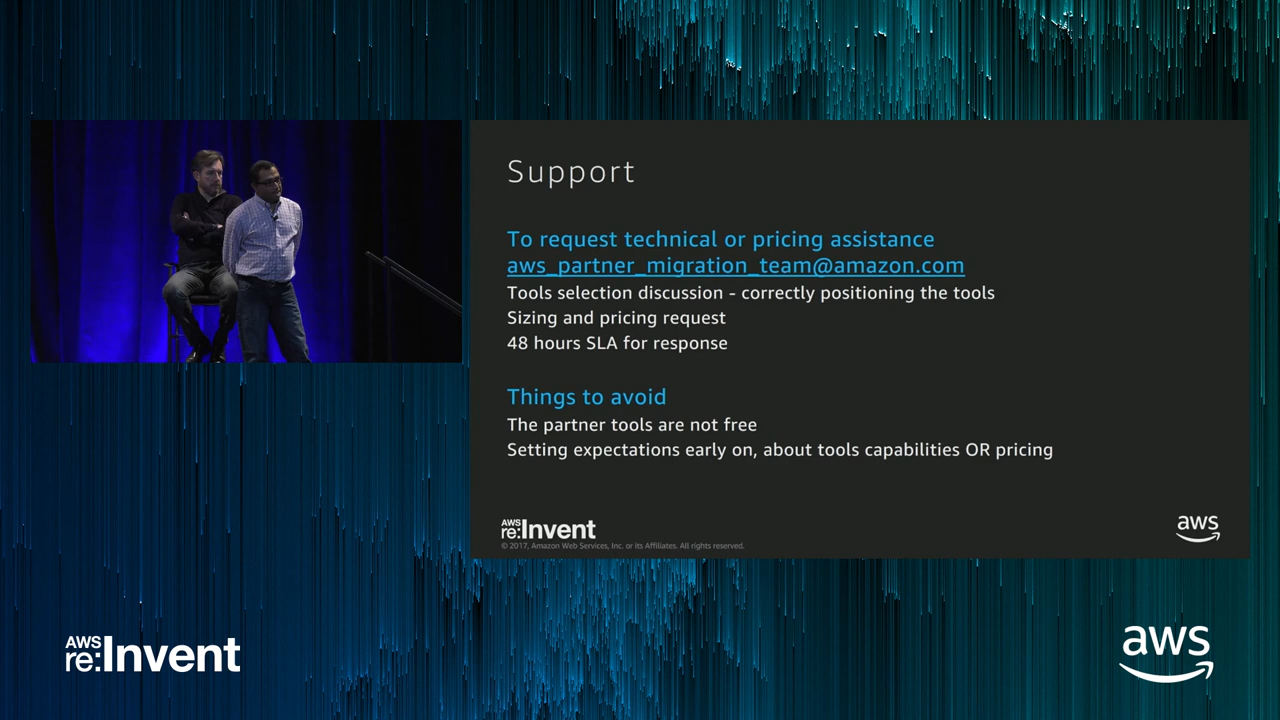 Support
To request technical or pricing assistance
aws_partner_migration_team@amazon.com
Tools selection discussion - correctly positioning the tools
Sizing and pricing request
48 hours SLA for response
Things to avoid
The partner tools are not free
Setting expectations early on, about tools capabilities OR pricing
AWS
re:Invent
© 2017, Amazon Web Services, Inc. or its Affiliates. All rights reserved.
aws
AWS
re:Invent
aws